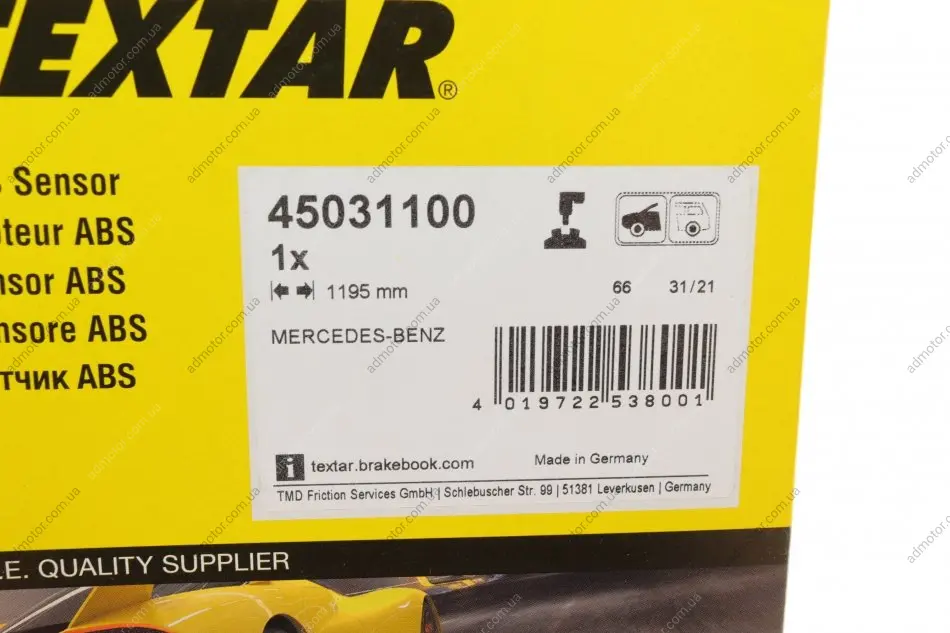 TEXTAR®
Sensor
45031100
1x
oteur ABS
1195 mm
66
31/21
nsor ABS
MERCEDES-BENZ
nsore ABS
тчик ABS
4 019722 538001
textar.brakebook.com
Made in Germany
TMD Friction Services GmbH | Schlebuscher Str. 99 | 51381 Leverkusen | Germany
.E. QUALITY SUPPLIER
admotor.com.ua